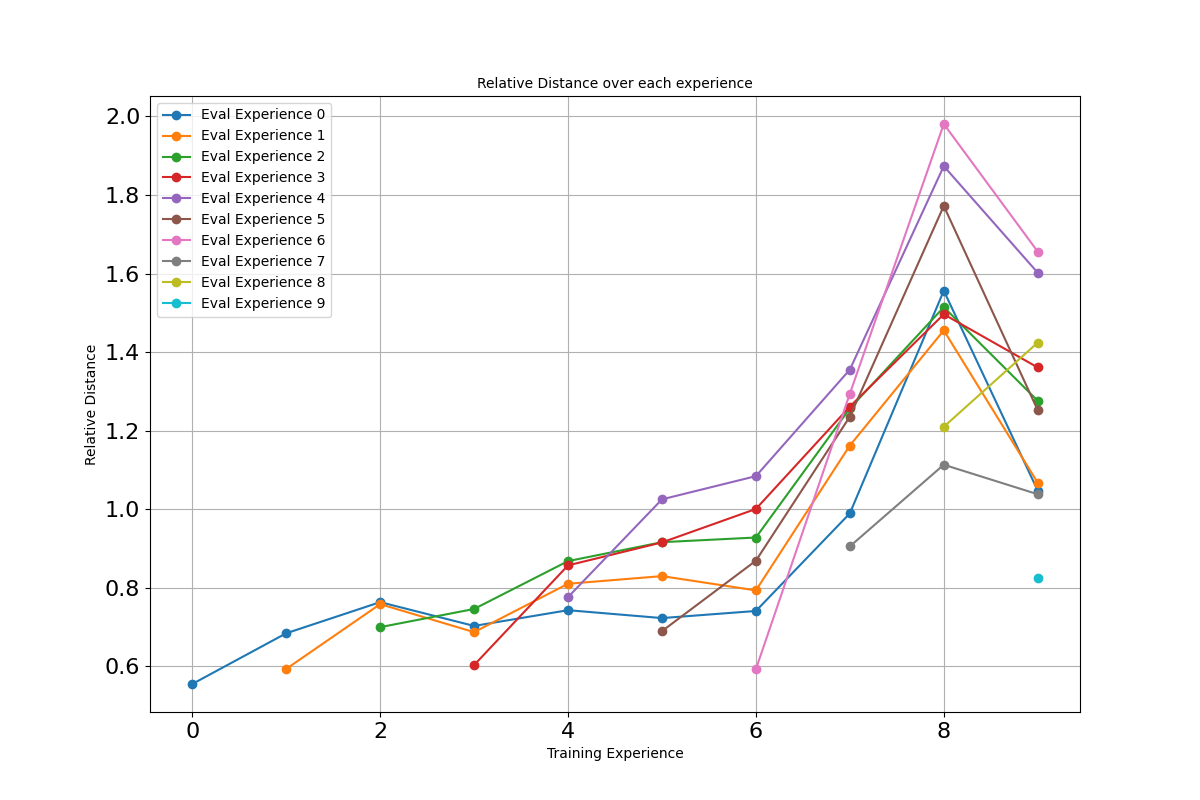 Relative Distance over each experience
2.0
1.8
1.6
1.4
1.2
1.0
0.8
0.6
Relative Distance
Eval Experience 0
Eval Experience 1
Eval Experience 2
Eval Experience 3
Eval Experience 4
Eval Experience 5
Eval Experience 6
Eval Experience 7
Eval Experience 8
Eval Experience 9
0 2 4 6 8
Training Experience